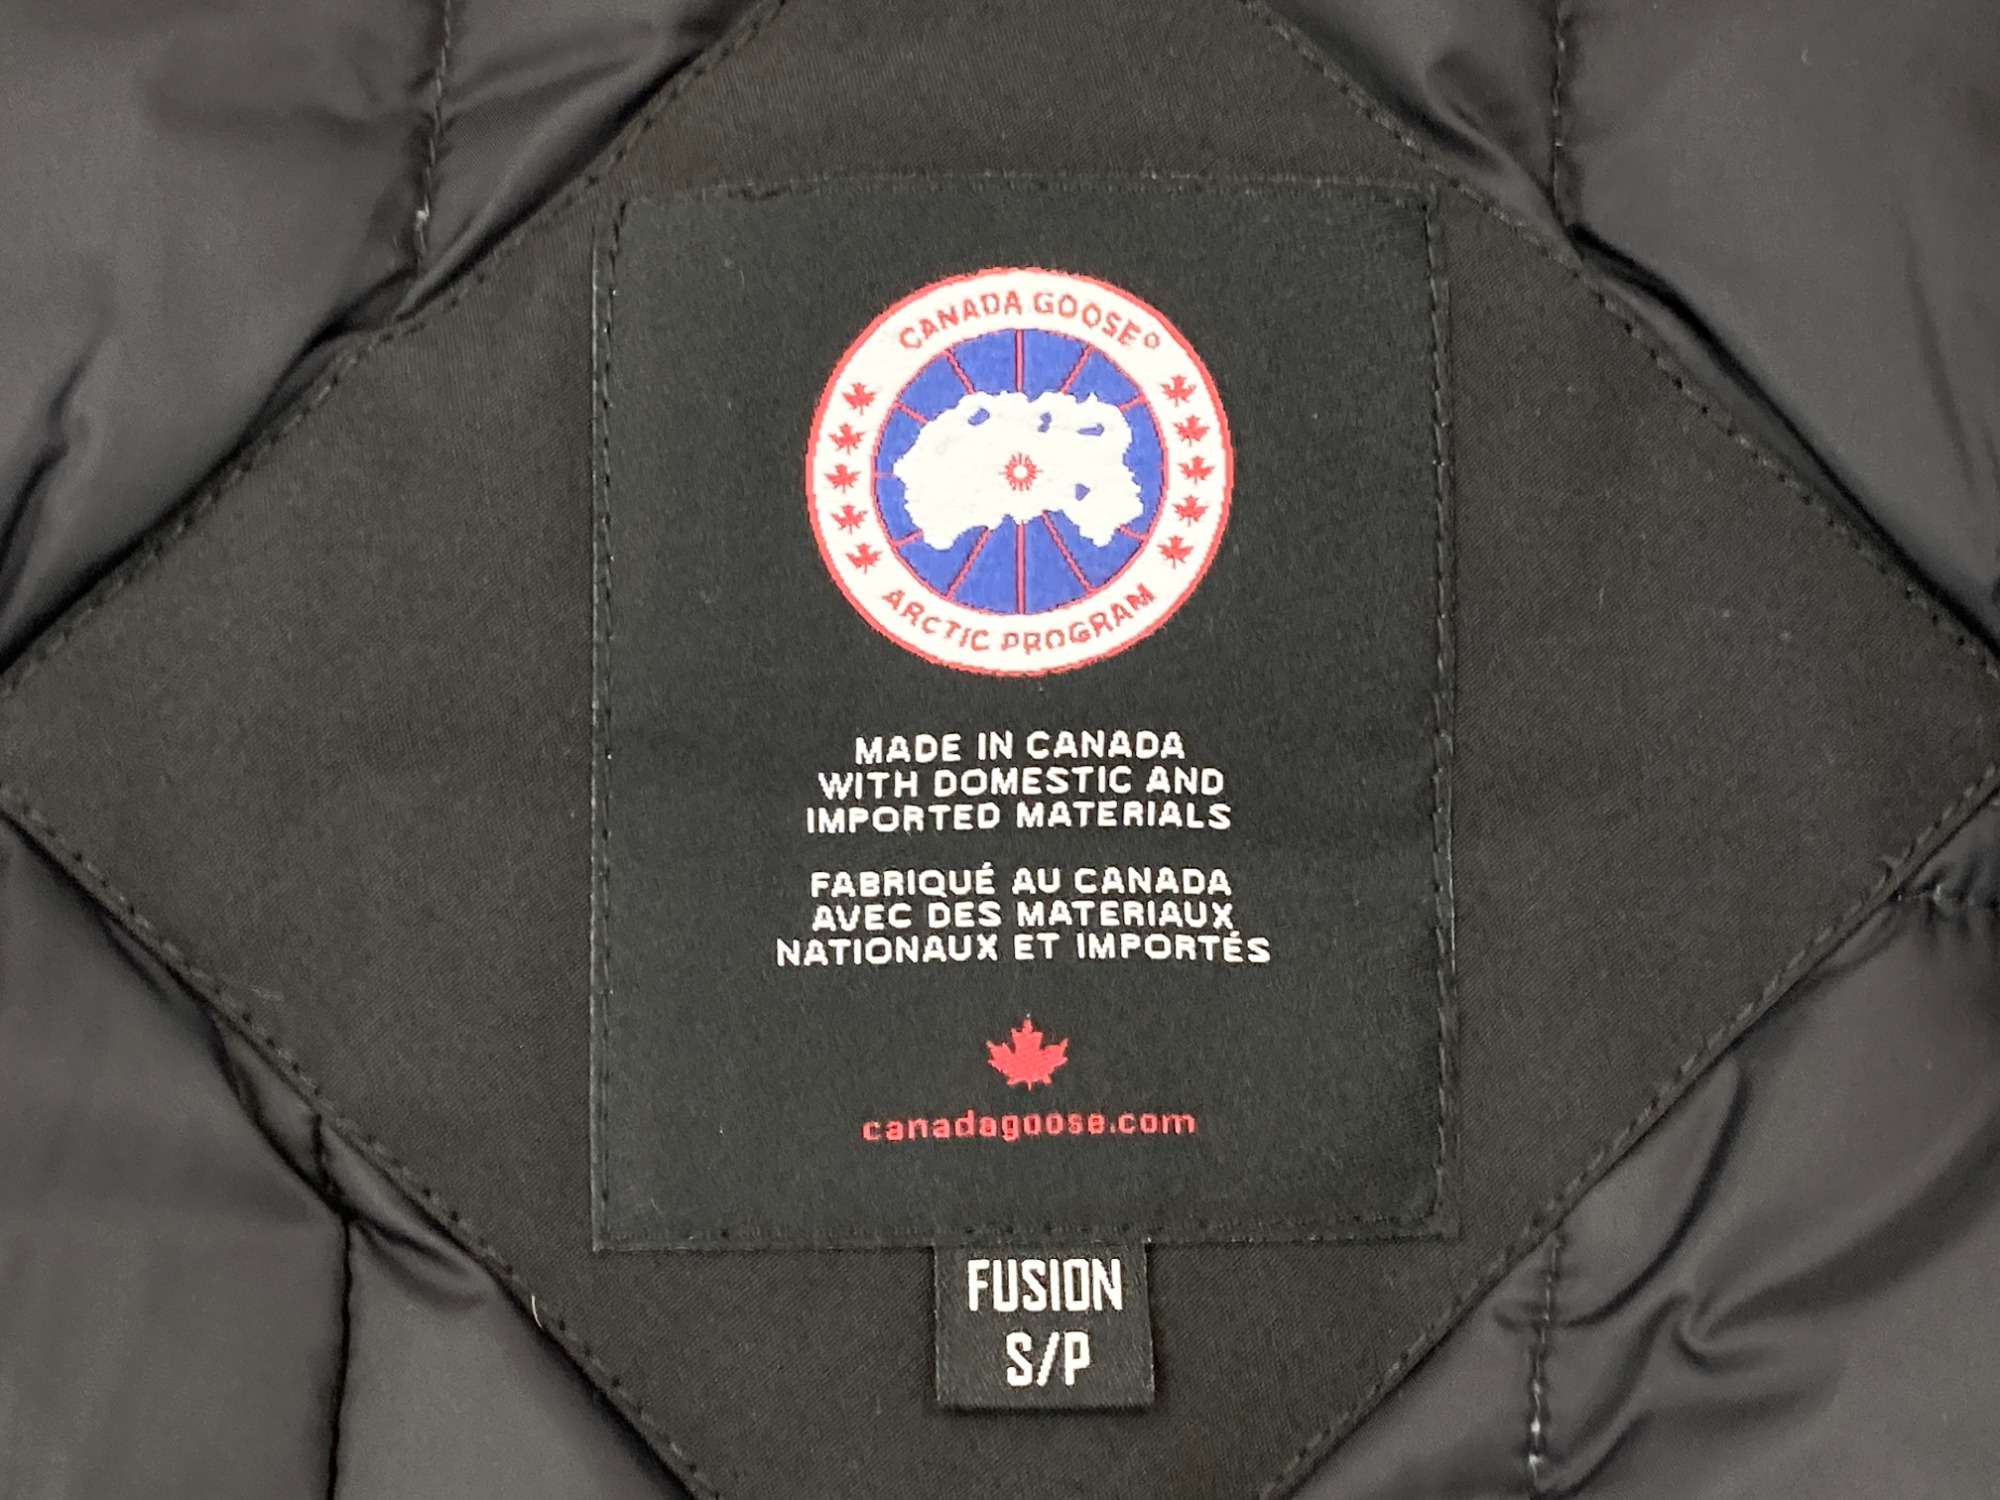 CANADA GOOSE®
ARCTIC PROGRAM
MADE IN CANADA
WITH DOMESTIC AND
IMPORTED MATERIALS
FABRIQUÉ AU CANADA
AVEC DES MATERIAUX
NATIONAUX ET IMPORTÉS
canadagoose.com
FUSION
S/P